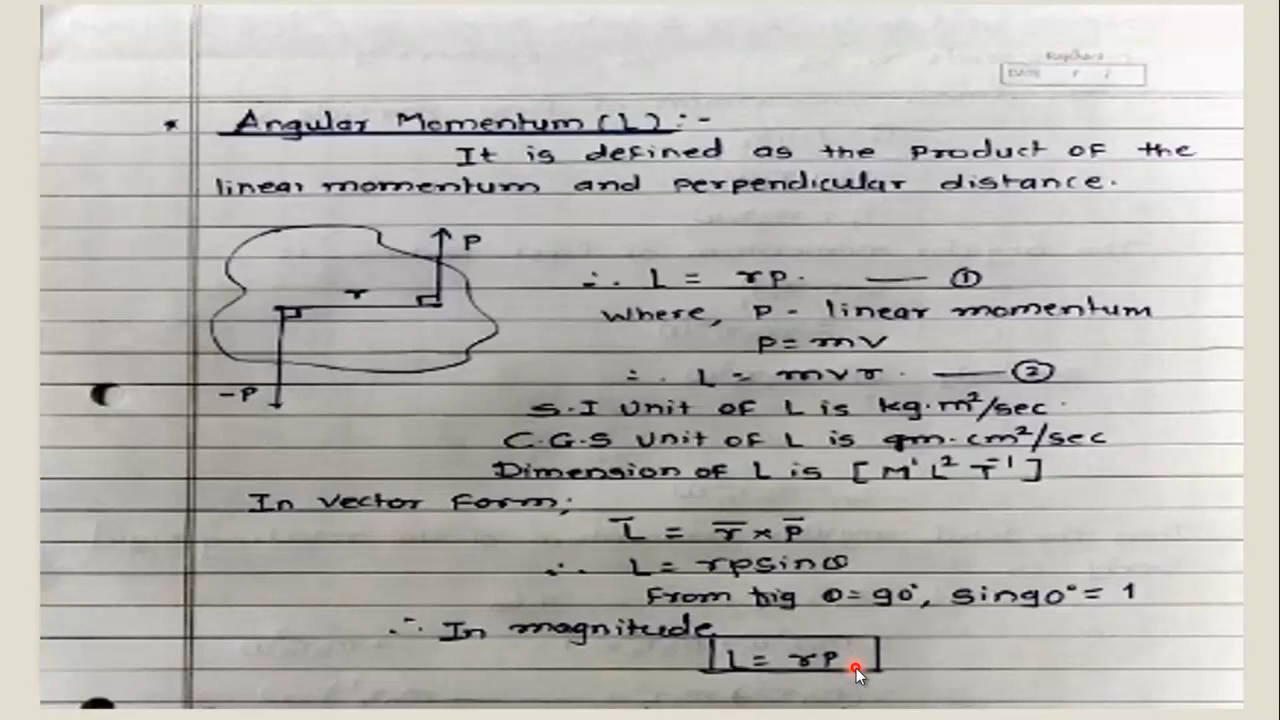 DATE / /
* Angular Momentum (L) :-
It is defined as the product of the
linear momentum and perpendicular distance.
P
r
-P
∴ L = rp. —— ①
Where, P - linear momentum
P = mv
∴ L = mvr. —— ②
S.I Unit of L is kg.m²/sec.
C.G.S Unit of L is gm.cm²/sec
Dimension of L is [M¹L²T⁻¹]
In vector form;
L̄ = r̄ × p̄
∴ L = rpsinθ
From fig θ=90°, sin90° = 1
∴ In magnitude
L = rp